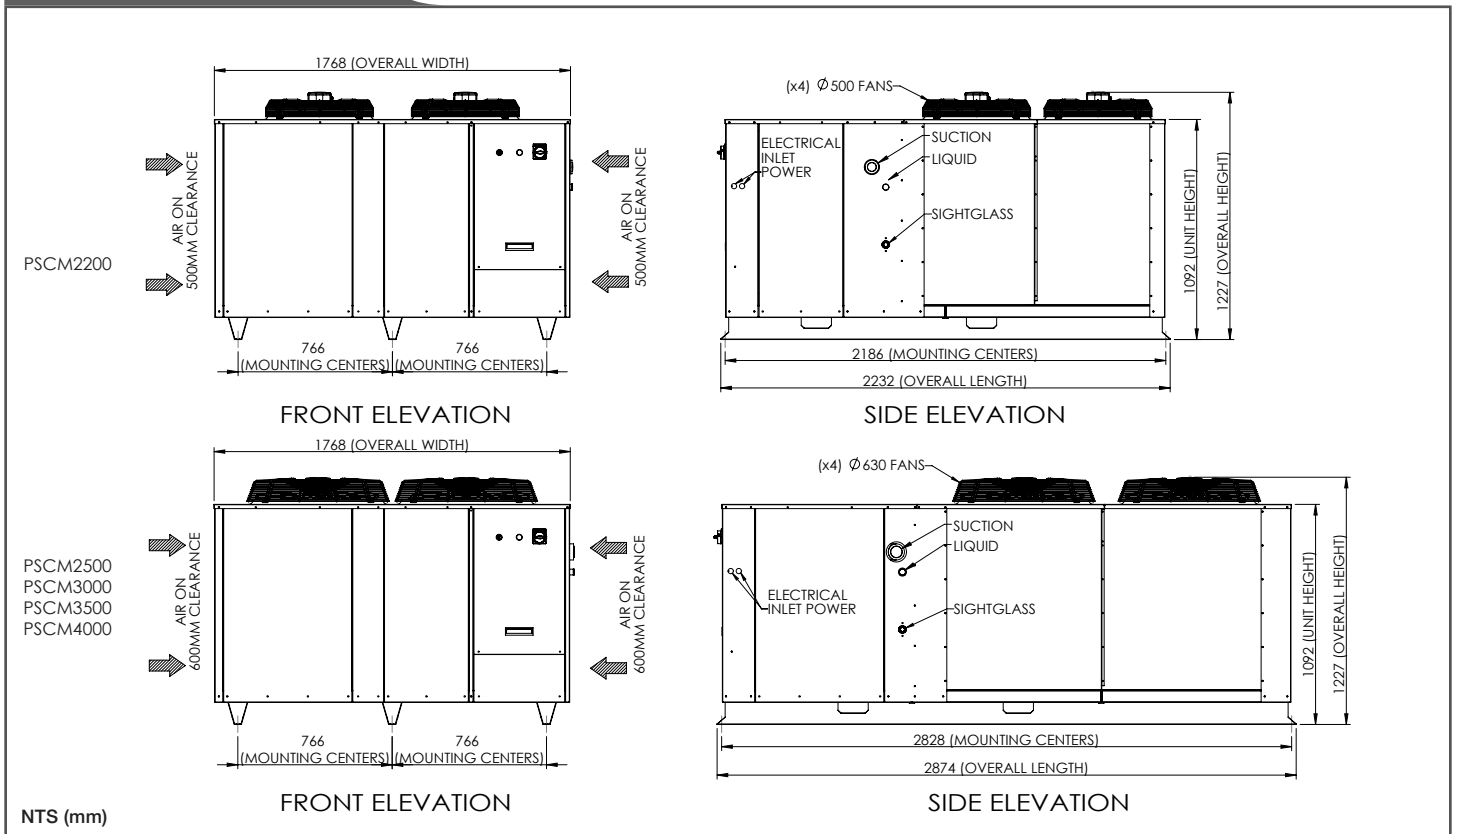 1768 (OVERALL WIDTH)
(x4) Ø500 FANS
SUCTION
ELECTRICAL
INLET
POWER
LIQUID
SIGHTGLASS
AIR ON
500MM CLEARANCE
AIR ON
500MM CLEARANCE
1092 (UNIT HEIGHT)
1227 (OVERALL HEIGHT)
PSCM2200
766
(MOUNTING CENTERS)
766
(MOUNTING CENTERS)
2186 (MOUNTING CENTERS)
2232 (OVERALL LENGTH)
FRONT ELEVATION
SIDE ELEVATION
1768 (OVERALL WIDTH)
(x4) Ø630 FANS
SUCTION
LIQUID
ELECTRICAL
INLET POWER
SIGHTGLASS
AIR ON
600MM CLEARANCE
AIR ON
600MM CLEARANCE
1092 (UNIT HEIGHT)
1227 (OVERALL HEIGHT)
PSCM2500
PSCM3000
PSCM3500
PSCM4000
766
(MOUNTING CENTERS)
766
(MOUNTING CENTERS)
2828 (MOUNTING CENTERS)
2874 (OVERALL LENGTH)
FRONT ELEVATION
SIDE ELEVATION
NTS (mm)